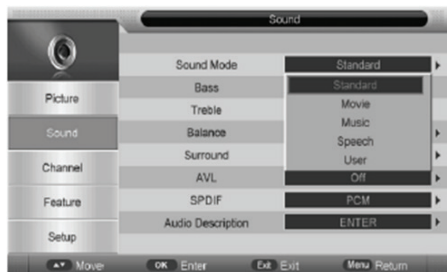 Sound
Sound Mode Standard
Picture
Bass Standard
Treble Movie
Music
Sound
Balance Speech
Surround User
Channel
AVL Off
Feature
SPDIF PCM
Audio Description ENTER
Setup
Move OK Enter Exit Exit Menu Return